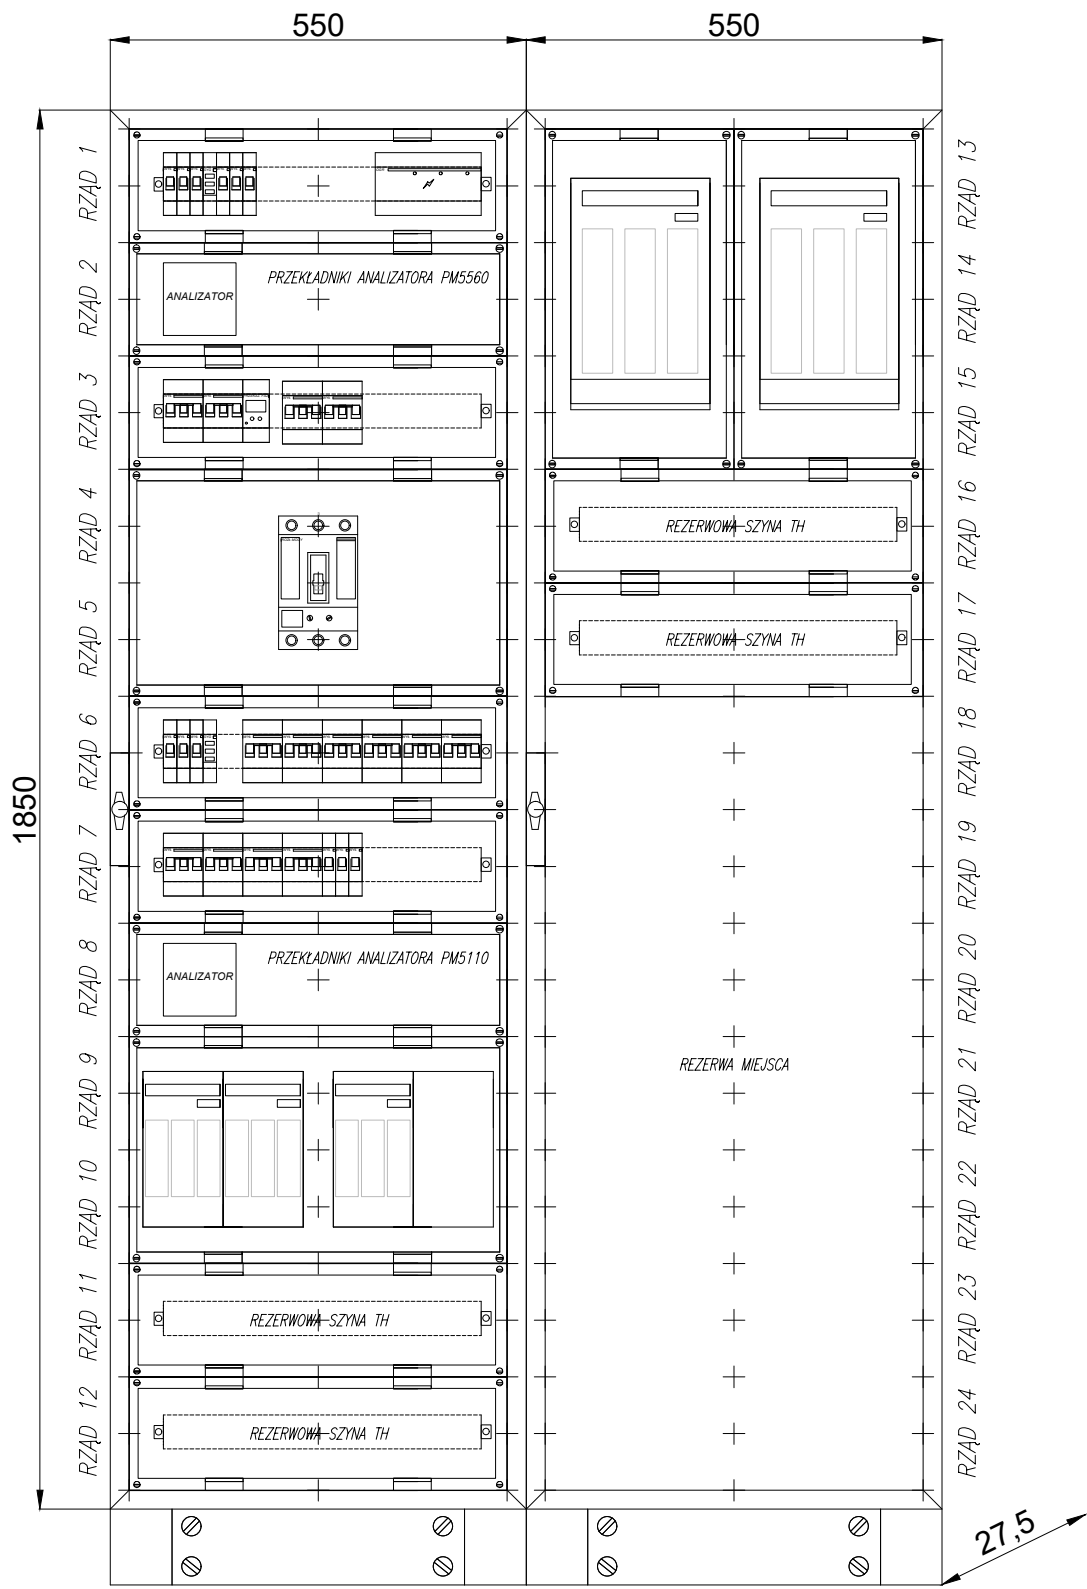 550
550
1850
27,5
RZĄD 1
RZĄD 2
PRZEKŁADNIKI ANALIZATORA PM5560
ANALIZATOR
RZĄD 3
RZĄD 4
RZĄD 5
RZĄD 6
RZĄD 7
RZĄD 8
PRZEKŁADNIKI ANALIZATORA PM5110
ANALIZATOR
RZĄD 9
RZĄD 10
RZĄD 11
REZERWOWA SZYNA TH
RZĄD 12
REZERWOWA SZYNA TH
RZĄD 13
RZĄD 14
RZĄD 15
RZĄD 16
REZERWOWA SZYNA TH
RZĄD 17
REZERWOWA SZYNA TH
RZĄD 18
RZĄD 19
RZĄD 20
RZĄD 21
REZERWA MIEJSCA
RZĄD 22
RZĄD 23
RZĄD 24